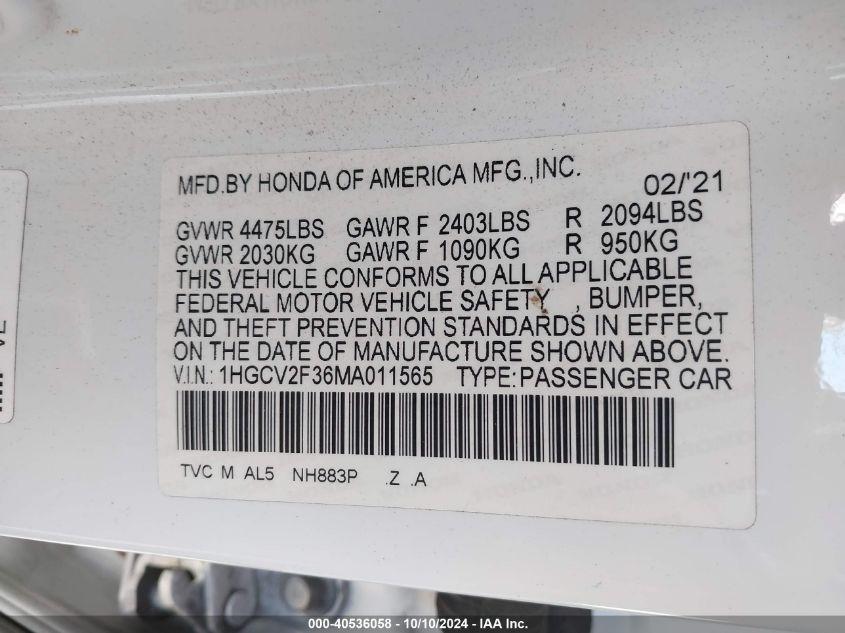 MFD.BY HONDA OF AMERICA MFG.,INC. 02/'21
GVWR 4475LBS GAWR F 2403LBS R 2094LBS
GVWR 2030KG GAWR F 1090KG R 950KG
THIS VEHICLE CONFORMS TO ALL APPLICABLE
FEDERAL MOTOR VEHICLE SAFETY , BUMPER,
AND THEFT PREVENTION STANDARDS IN EFFECT
ON THE DATE OF MANUFACTURE SHOWN ABOVE.
V.I.N.: 1HGCV2F36MA011565 TYPE:PASSENGER CAR
TVC M AL5 NH883P .Z .A
000-40536058 - 10/10/2024 - IAA Inc.